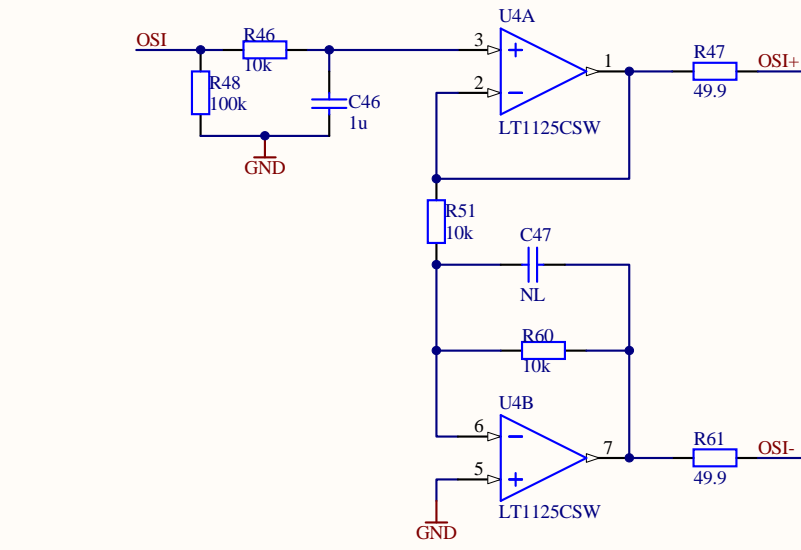 OSI
R46
10k
R48
100k
C46
1u
GND
U4A
3
2
1
LT1125CSW
R47
49.9
OSI+
R51
10k
C47
NL
R60
10k
U4B
6
5
7
LT1125CSW
GND
R61
49.9
OSI-